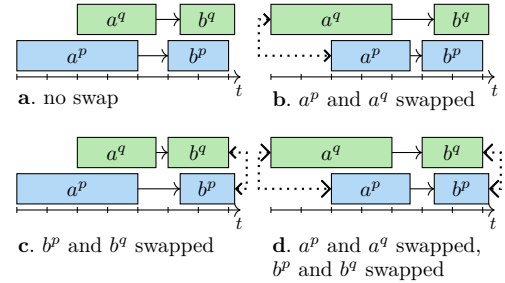 a^q b^q
a^p b^p
t
a. no swap
a^q b^q
a^p b^p
t
b. a^p and a^q swapped
a^q b^q
a^p b^p
t
c. b^p and b^q swapped
a^q b^q
a^p b^p
t
d. a^p and a^q swapped,
b^p and b^q swapped